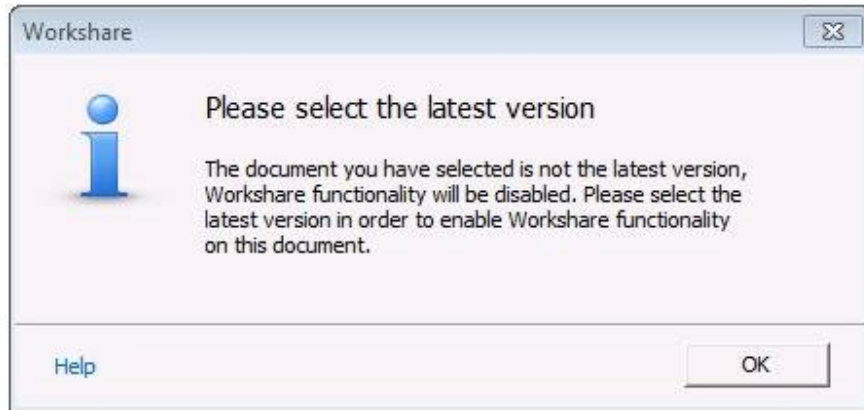 Workshare
Please select the latest version
The document you have selected is not the latest version,
Workshare functionality will be disabled. Please select the
latest version in order to enable Workshare functionality
on this document.
Help
OK